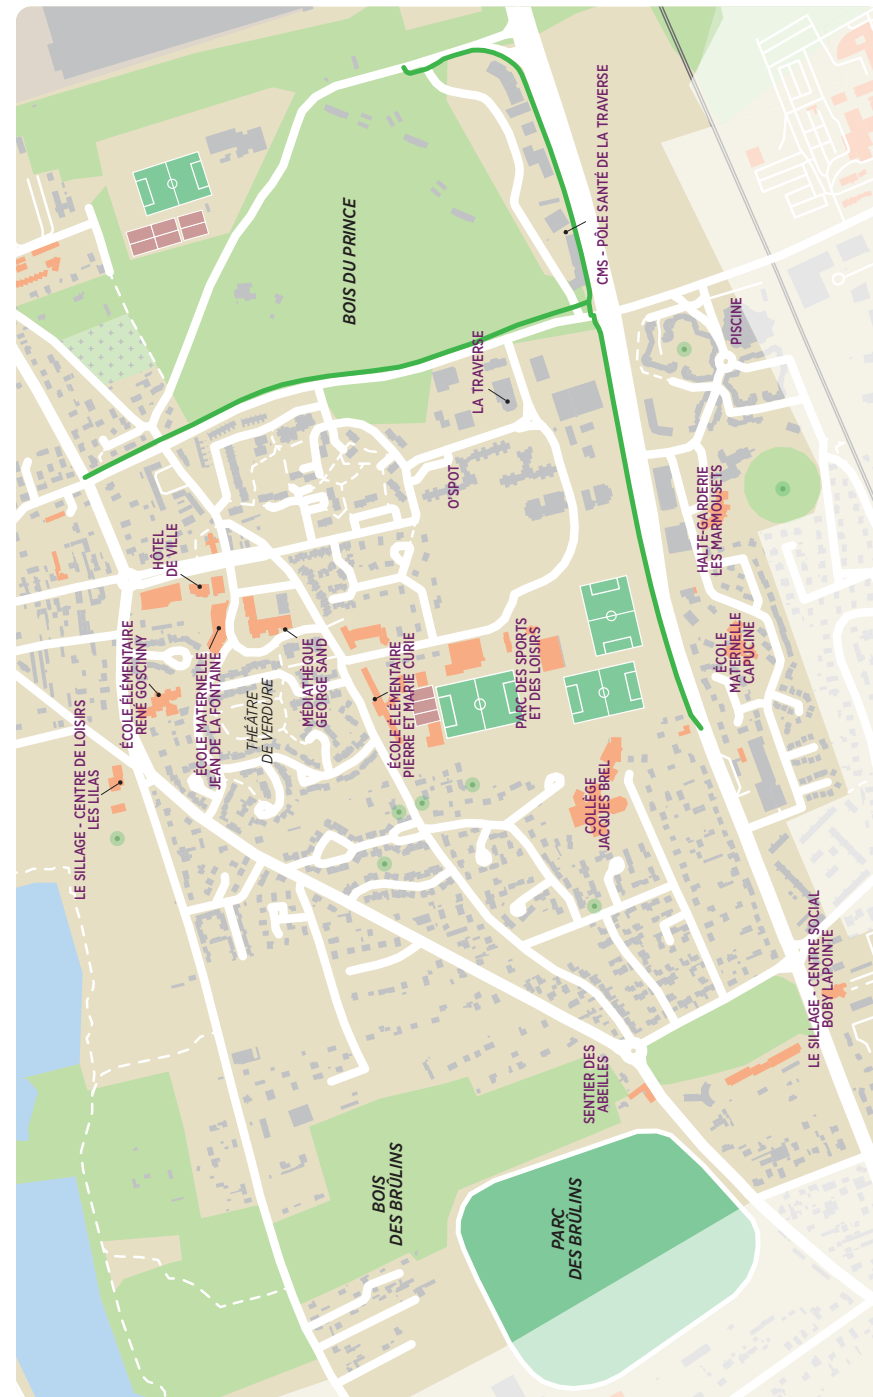 LE SILLAGE - CENTRE DE LOISIRS
LES LILAS
ÉCOLE ÉLÉMENTAIRE
RENÉ GOSCINNY
HÔTEL
DE VILLE
ÉCOLE MATERNELLE
JEAN DE LA FONTAINE
THÉÂTRE
DE VERDURE
MÉDIATHÈQUE
GEORGE SAND
BOIS DU PRINCE
BOIS
DES BRÛLINS
ÉCOLE ÉLÉMENTAIRE
PIERRE ET MARIE CURIE
O'SPOT
LA TRAVERSE
PARC DES SPORTS
ET DES LOISIRS
PARC
DES BRÛLINS
SENTIER DES
ABEILLES
COLLÈGE
JACQUES BREL
CMS - PÔLE SANTÉ DE LA TRAVERSE
HALTE-GARDERIE
LES MARMOUSETS
ÉCOLE
MATERNELLE
CAPUCINE
PISCINE
LE SILLAGE - CENTRE SOCIAL
BOBY LAPOINTE